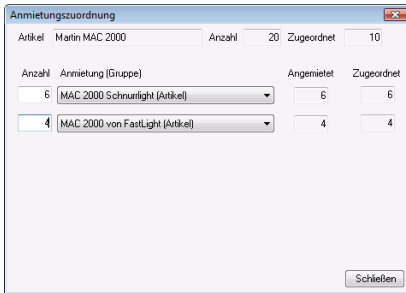 Anmietungszuordnung
Artikel Martin MAC 2000 Anzahl 20 Zugeordnet 10
Anzahl Anmietung (Gruppe) Angemietet Zugeordnet
6 MAC 2000 Schnurrlight (Artikel) 6 6
4 MAC 2000 von FastLight (Artikel) 4 4
Schließen